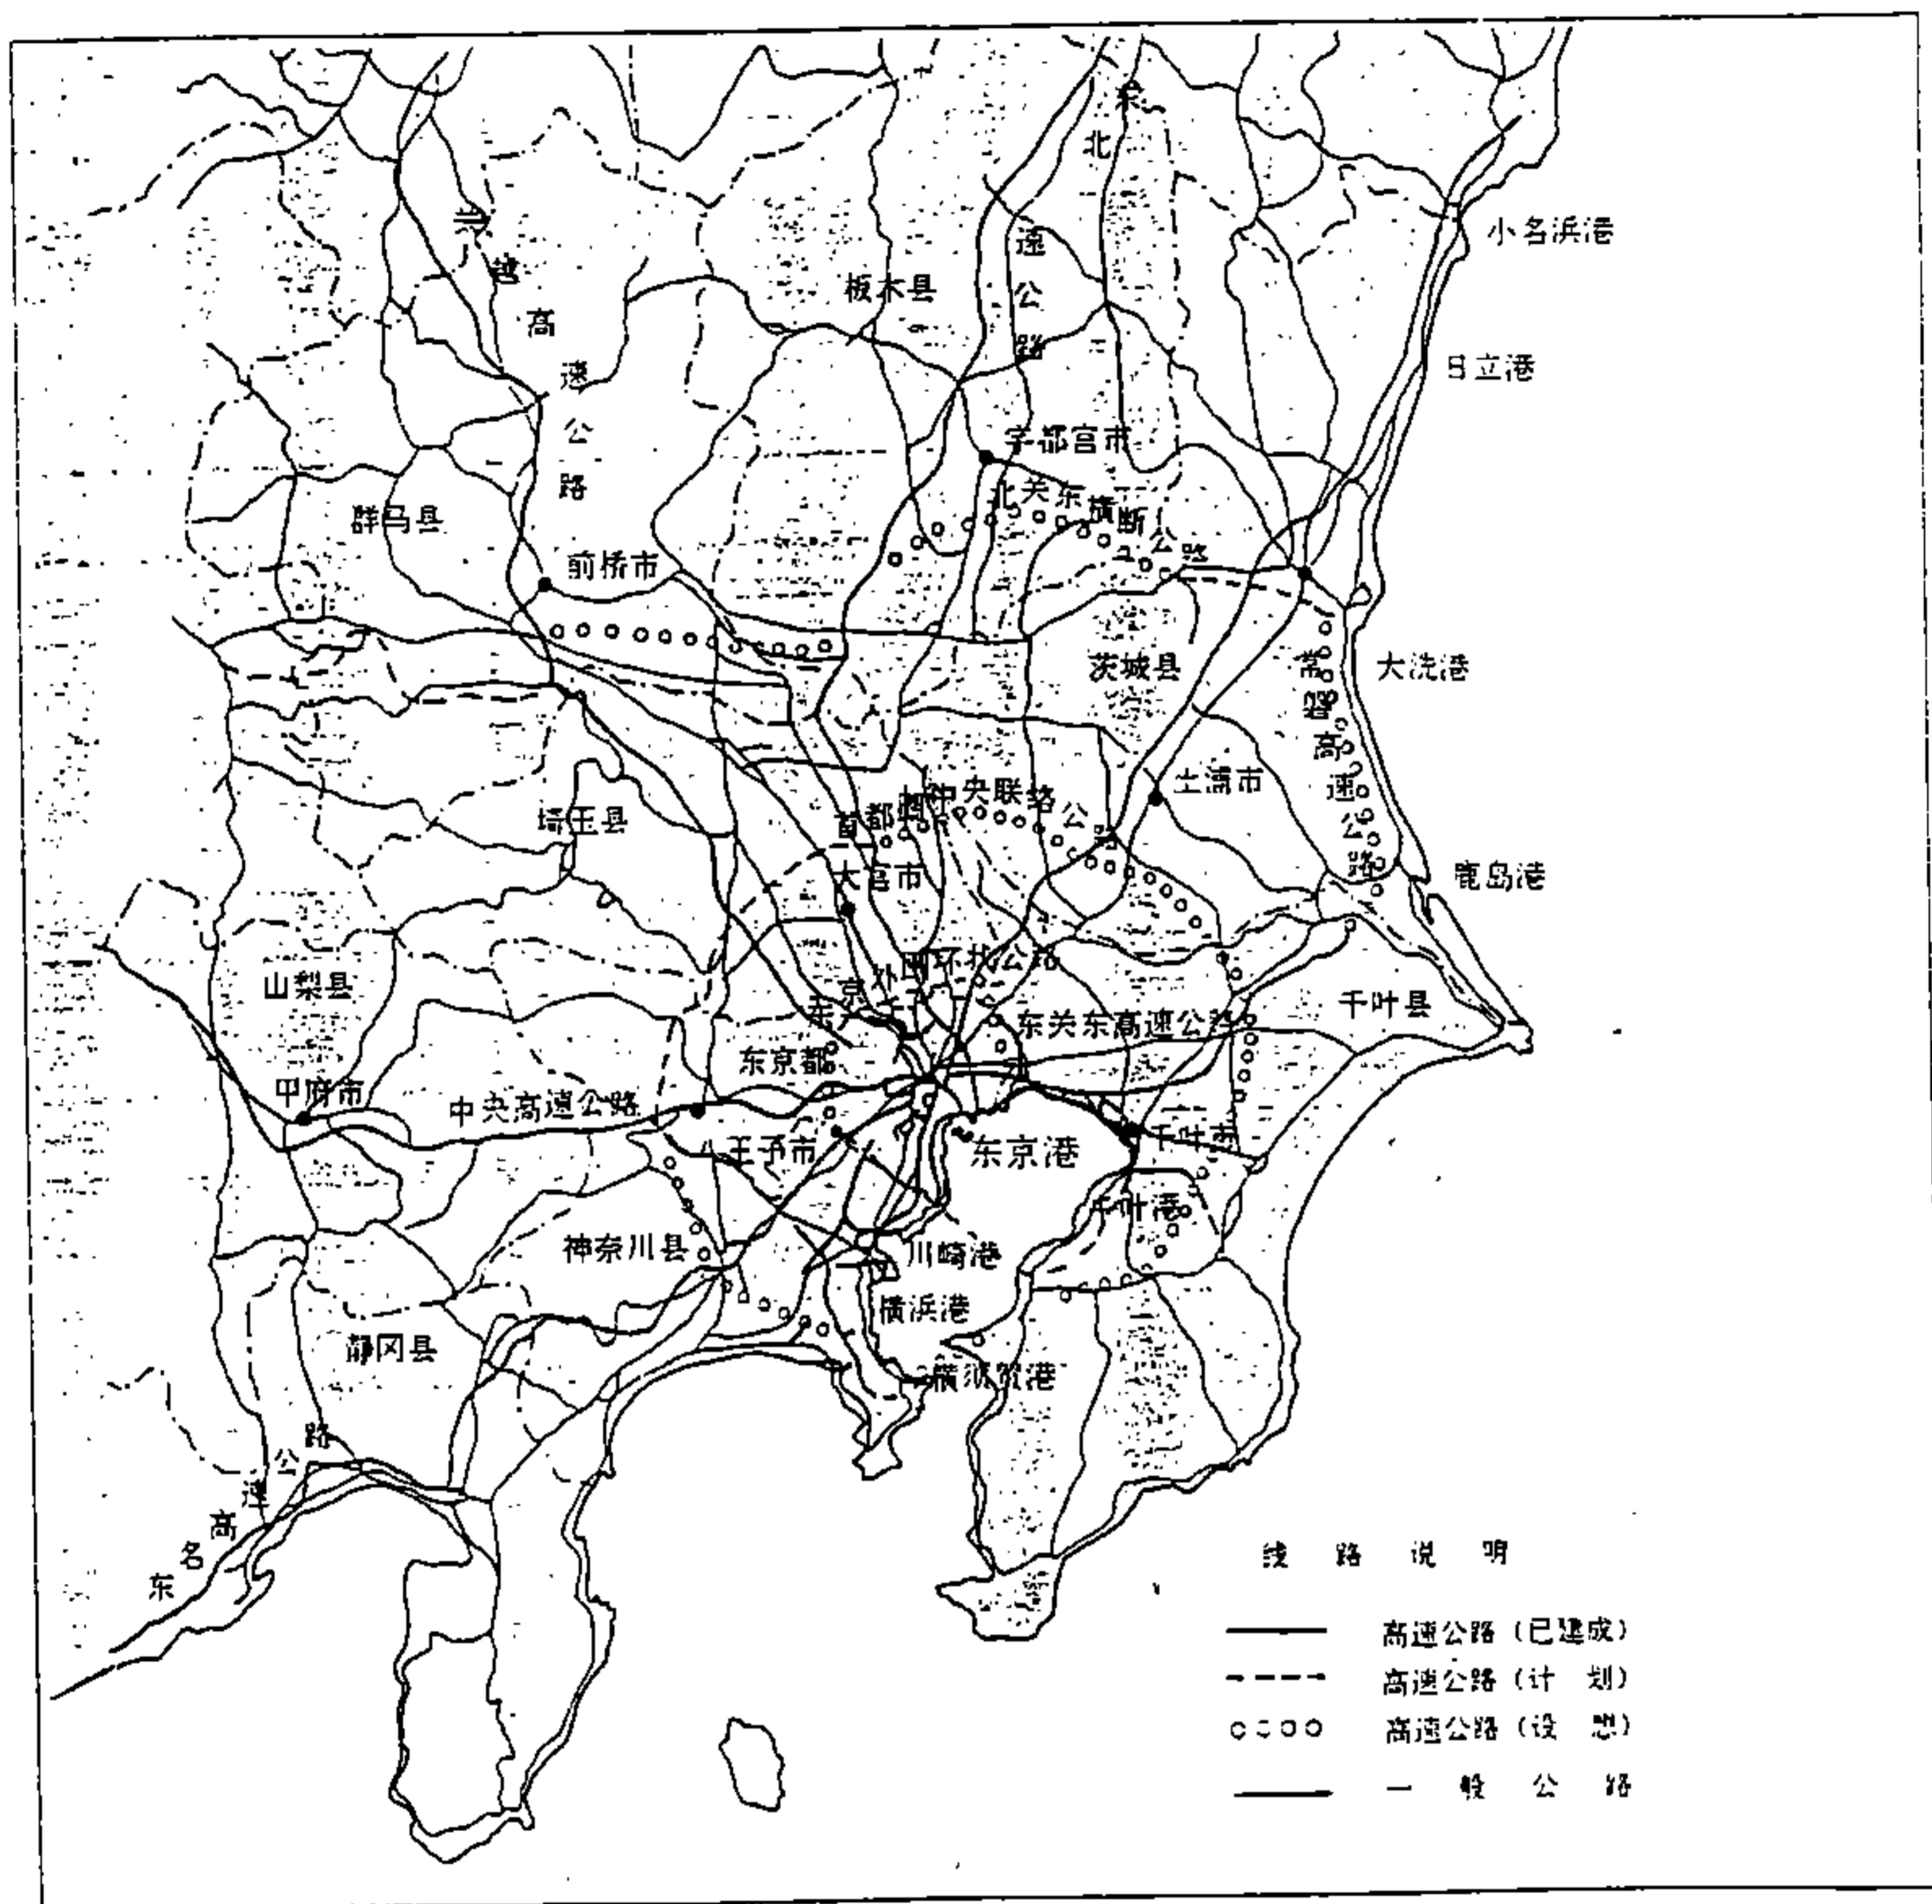 东北
速公路
小名浜港
越高速公路
板木县
日立港
宇都宫市
北关东横断公路
群马县
前桥市
茨城县
大洗港
常磐高速公路
土浦市
中央联络公路
首都圈
埼玉县
大宫市
鹿岛港
山梨县
千叶县
东京外
环状公路
东关东高速公路
东京都
甲府市
中央高速公路
八王子市
东京港
千叶市
千叶港
神奈川县
川崎港
横浜港
横须贺港
静冈县
东名高速公路
线路说明
高速公路(已建成)
高速公路(计划)
高速公路(设想)
一般公路